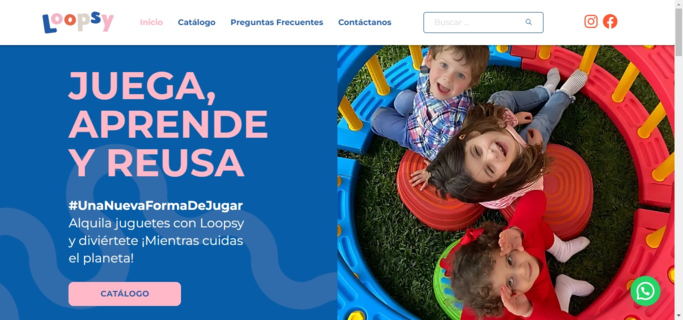 Loopsy
Inicio
Catálogo
Preguntas Frecuentes
Contáctanos
Buscar ...
JUEGA,
APRENDE
Y REUSA
#UnaNuevaFormaDeJugar
Alquila juguetes con Loopsy
y diviértete ¡Mientras cuidas
el planeta!
CATÁLOGO